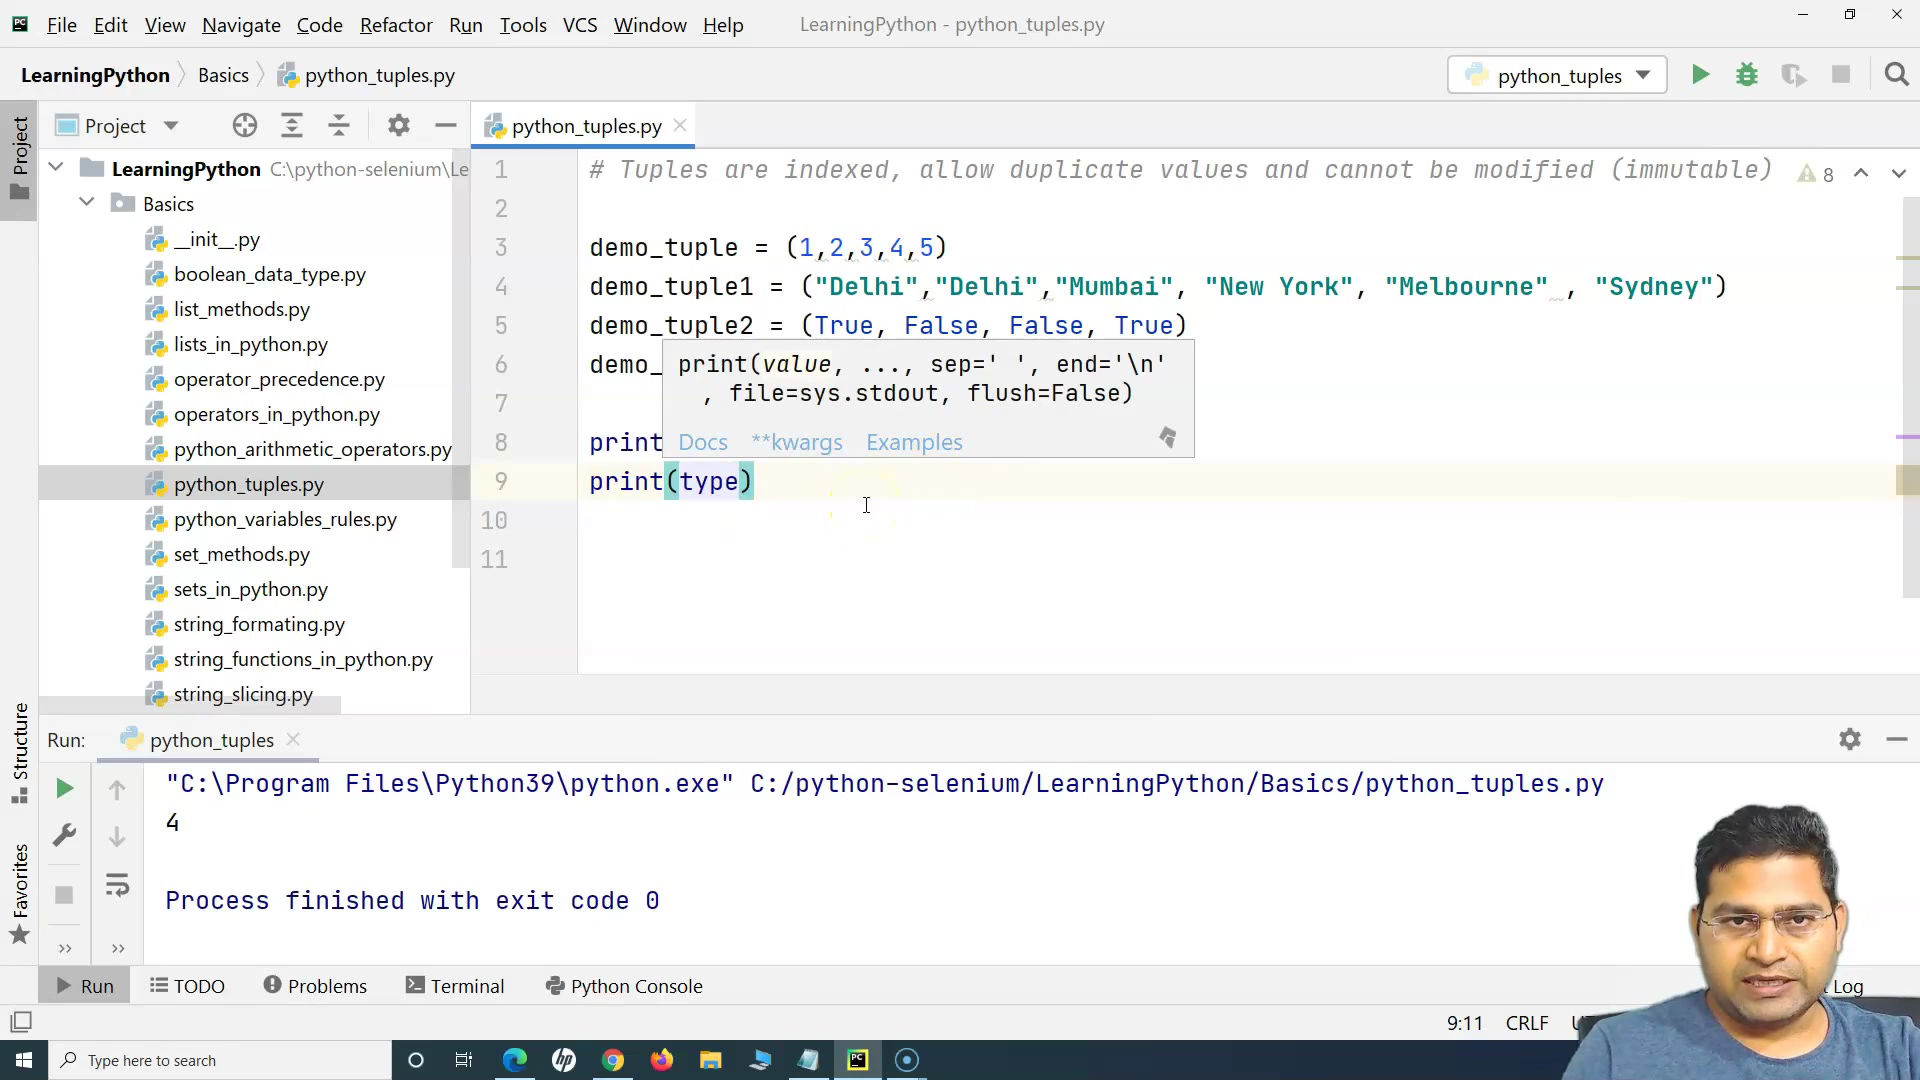 File Edit View Navigate Code Refactor Run Tools VCS Window Help LearningPython - python_tuples.py
LearningPython Basics python_tuples.py python_tuples
Project python_tuples.py
Project
Structure
Favorites
LearningPython C:\python-selenium\Le
Basics
__init__.py
boolean_data_type.py
list_methods.py
lists_in_python.py
operator_precedence.py
operators_in_python.py
python_arithmetic_operators.py
python_tuples.py
python_variables_rules.py
set_methods.py
sets_in_python.py
string_formating.py
string_functions_in_python.py
string_slicing.py
1 # Tuples are indexed, allow duplicate values and cannot be modified (immutable) 8
2
3 demo_tuple = (1,2,3,4,5)
4 demo_tuple1 = ("Delhi","Delhi","Mumbai", "New York", "Melbourne" , "Sydney")
5 demo_tuple2 = (True, False, False, True)
6 demo_
7
8 print
9 print(type)
10
11
print(value, ..., sep=' ', end='\n'
, file=sys.stdout, flush=False)
Docs **kwargs Examples
Run: python_tuples
"C:\Program Files\Python39\python.exe" C:/python-selenium/LearningPython/Basics/python_tuples.py
4
Process finished with exit code 0
Run TODO Problems Terminal Python Console Log
9:11 CRLF
Type here to search
PC
hp
PC